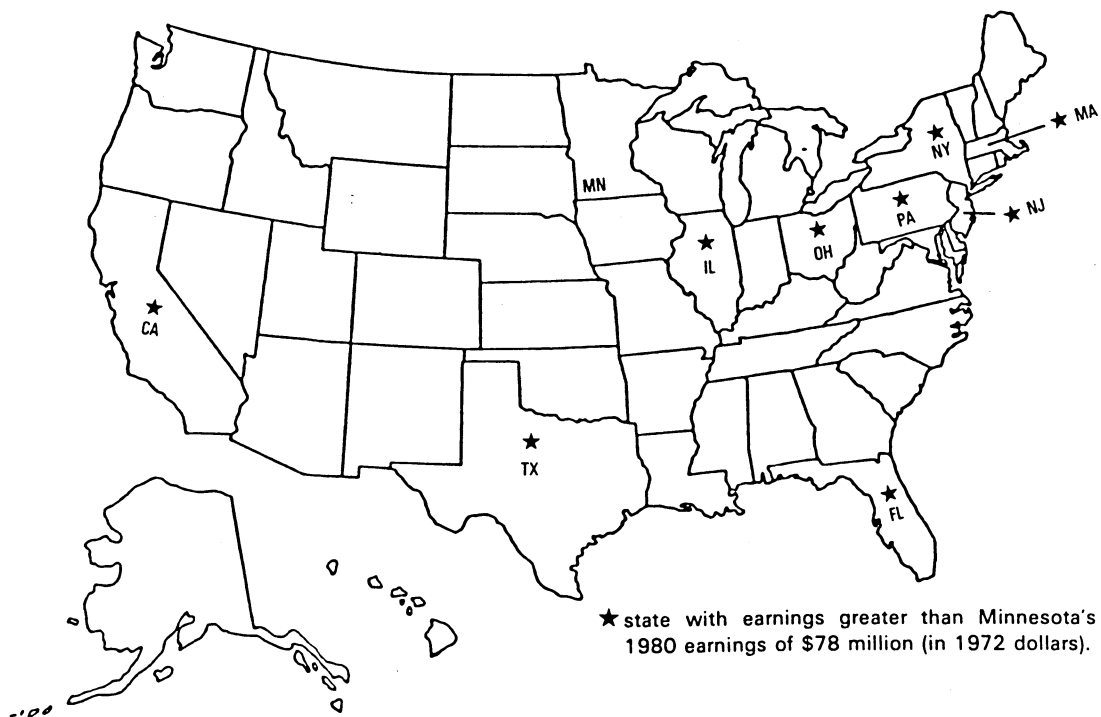 ★ MA
★
NY
MN
★
PA
★ NJ
★
OH
★
IL
★
CA
★
TX
★
FL
★ state with earnings greater than Minnesota's
1980 earnings of $78 million (in 1972 dollars).